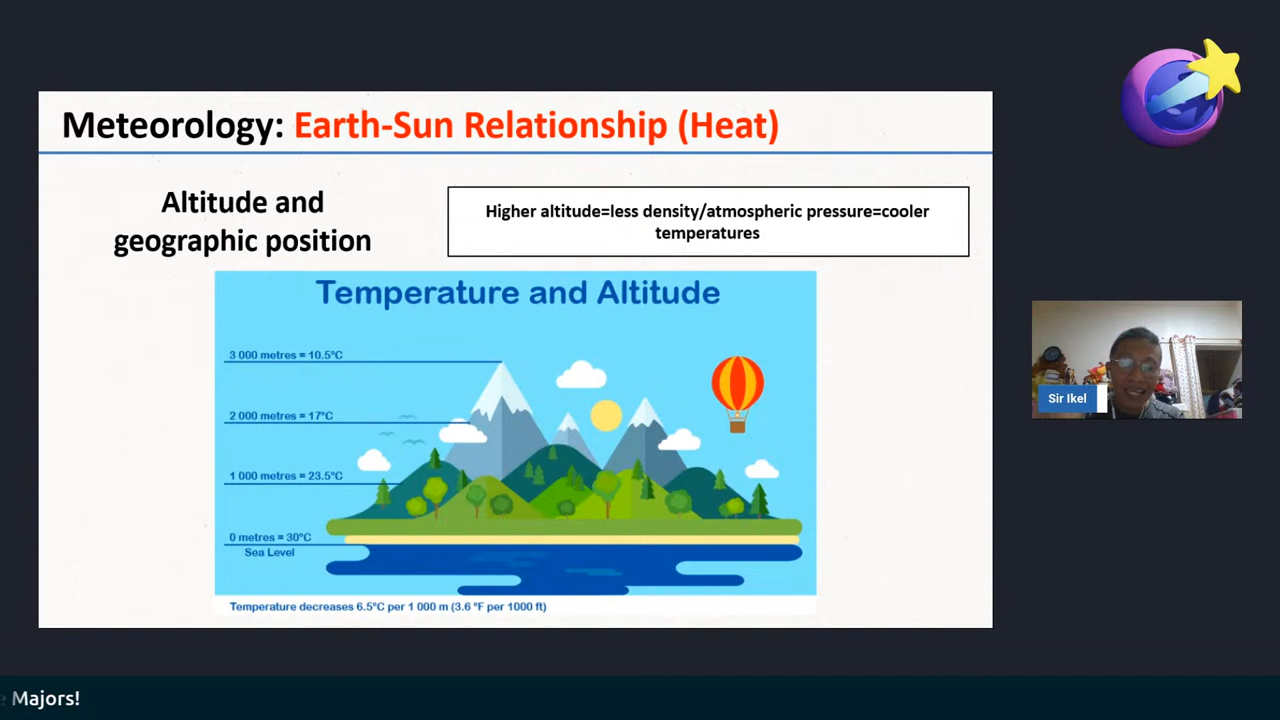 Meteorology: Earth-Sun Relationship (Heat)
Altitude and
geographic position
Higher altitude=less density/atmospheric pressure=cooler
temperatures
Temperature and Altitude
3 000 metres = 10.5°C
2 000 metres = 17°C
1 000 metres = 23.5°C
0 metres = 30°C
Sea Level
Temperature decreases 6.5°C per 1 000 m (3.6 °F per 1000 ft)
Sir Ikel
Majors!